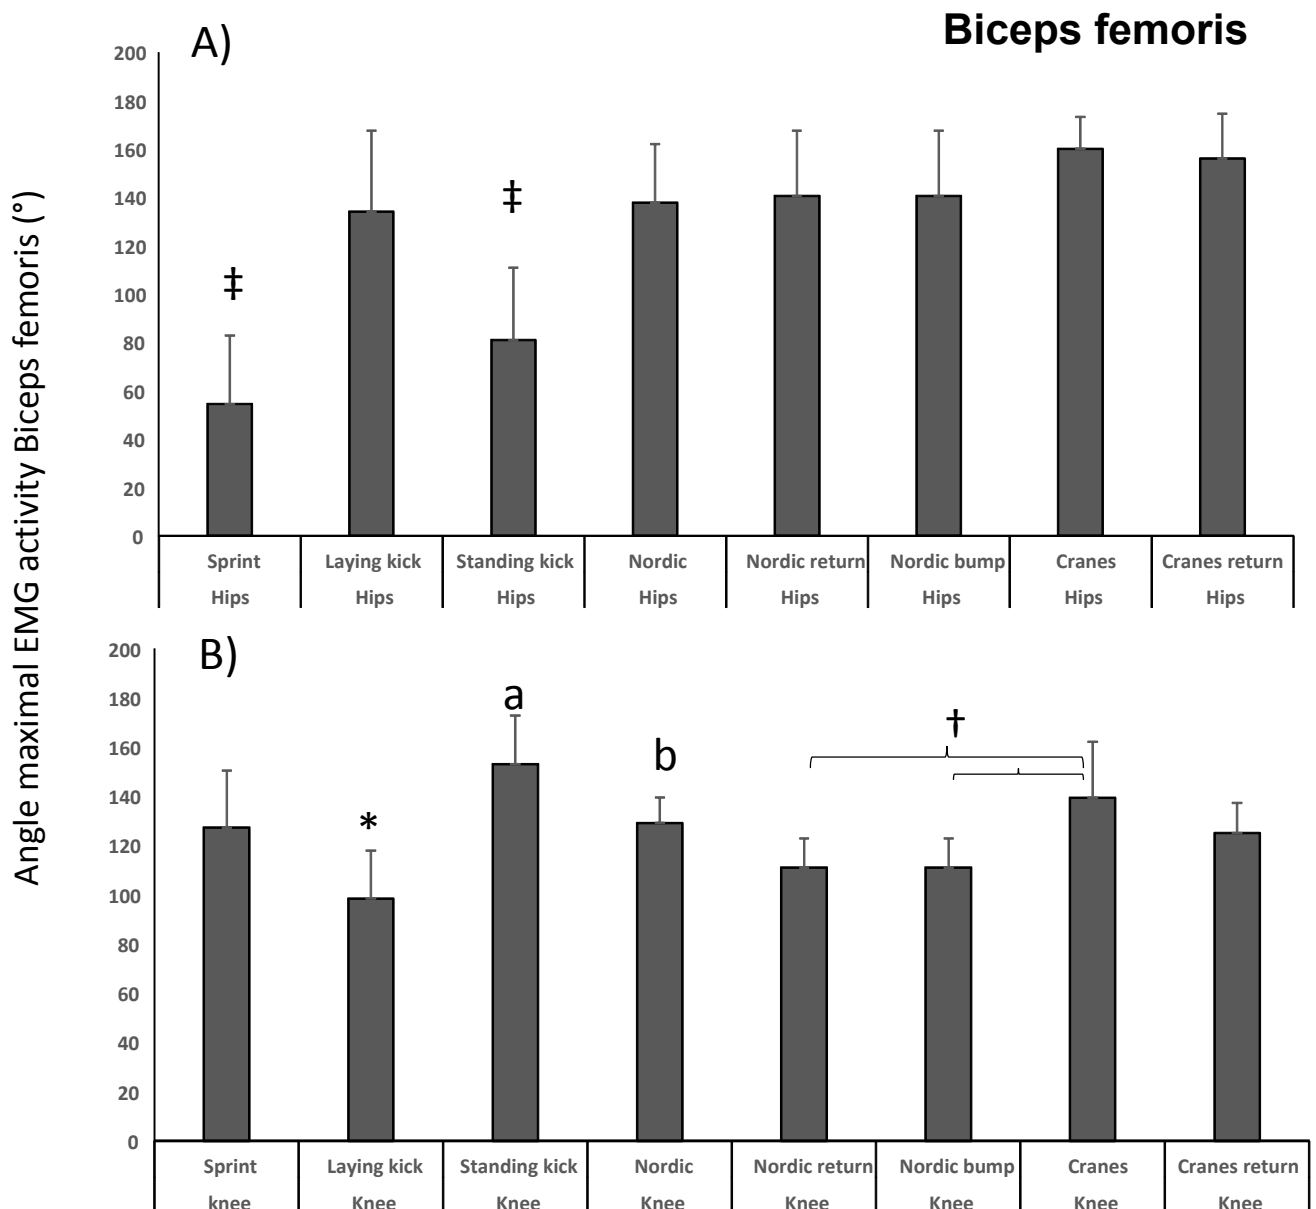 Biceps femoris
Angle maximal EMG activity Biceps femoris (°)
A)
200
180
160
140
120
100
80
60
40
20
0
‡
‡
Sprint Laying kick Standing kick Nordic Nordic return Nordic bump Cranes Cranes return
Hips Hips Hips Hips Hips Hips Hips Hips
B)
200
180
160
140
120
100
80
60
40
20
0
*
a
b
†
Sprint Laying kick Standing kick Nordic Nordic return Nordic bump Cranes Cranes return
knee Knee Knee Knee Knee Knee Knee Knee